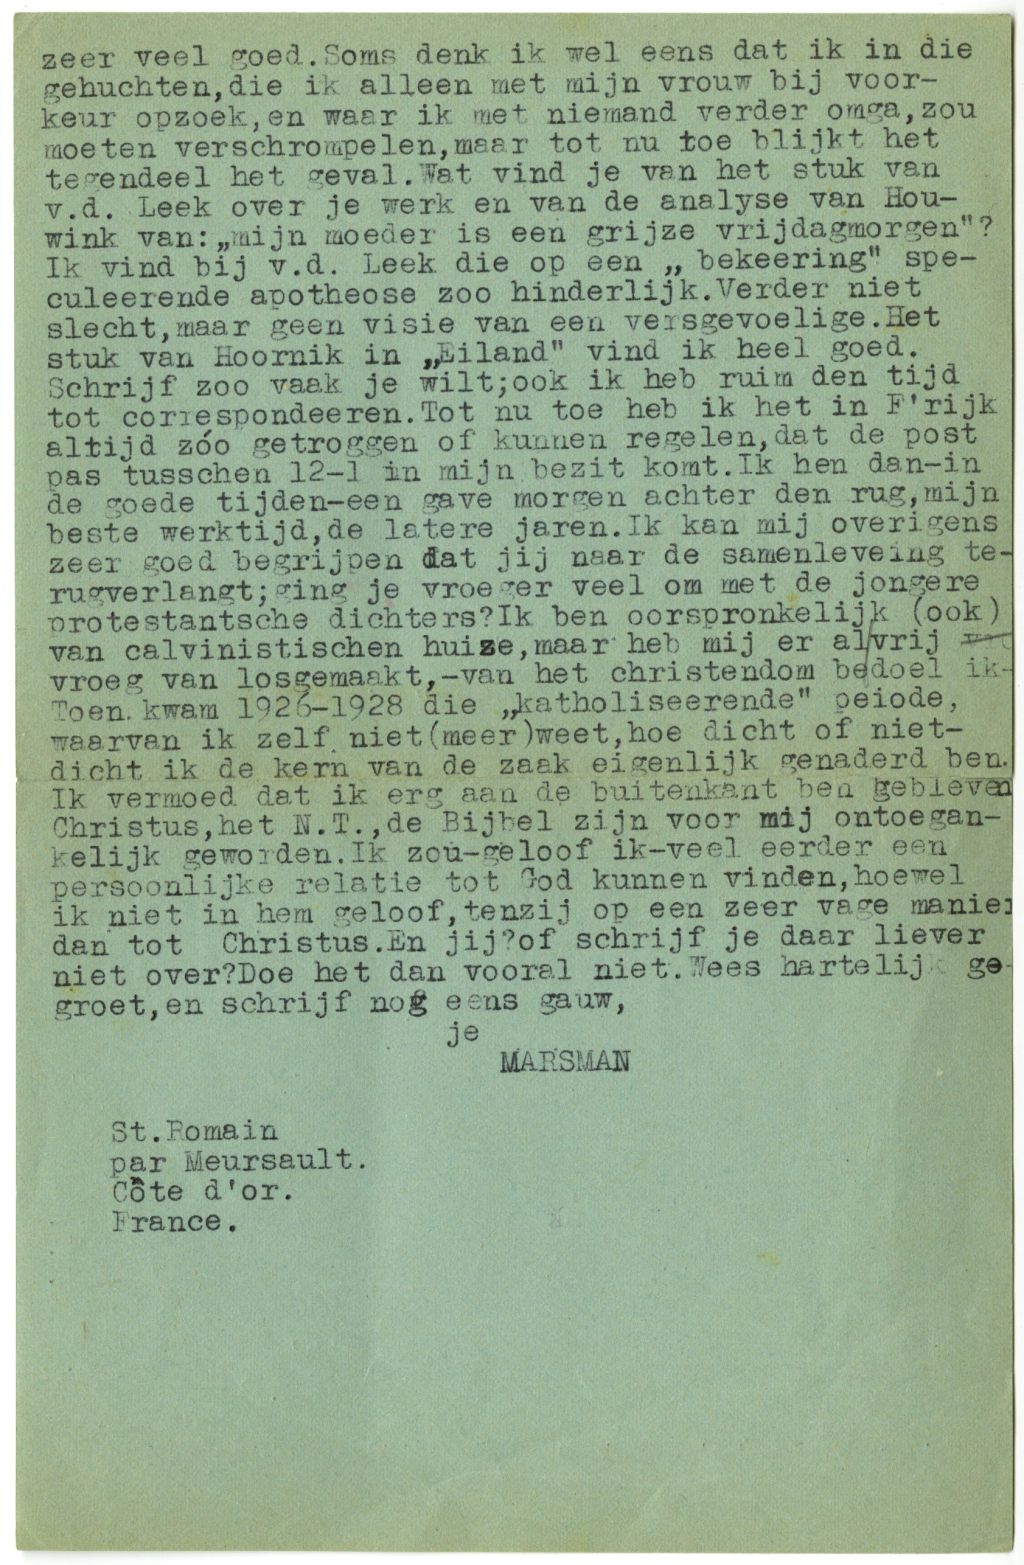 zeer veel goed.Soms denk ik wel eens dat ik in die
gehuchten,die ik alleen met mijn vrouw bij voor-
keur opzoek,en waar ik met niemand verder omga,zou
moeten verschrompelen,maar tot nu toe blijkt het
tegendeel het geval.Wat vind je van het stuk van
v.d. Leek over je werk en van de analyse van Hou-
wink van:„mijn moeder is een grijze vrijdagmorgen"?
Ik vind bij v.d. Leek die op een „ bekeering" spe-
culeerende apotheose zoo hinderlijk.Verder niet
slecht,maar geen visie van een versgevoelige.Het
stuk van Hoornik in „Eiland" vind ik heel goed.
Schrijf zoo vaak je wilt;ook ik heb ruim den tijd
tot correspondeeren.Tot nu toe heb ik het in F'rijk
altijd zóo getroggen of kunnen regelen,dat de post
pas tusschen 12-1 in mijn bezit komt.Ik hen dan-in
de goede tijden-een gave morgen achter den rug,mijn
beste werktijd,de latere jaren.Ik kan mij overigens
zeer goed begrijpen dat jij naar de samenleveing te-
rugverlangt;ging je vroeger veel om met de jongere
protestantsche dichters?Ik ben oorspronkelijk (ook)
van calvinistischen huize,maar heb mij er al/vrij
vroeg van losgemaakt,-van het christendom bedoel ik-
Toen.kwam 1926-1928 die „katholiseerende" peiode,
waarvan ik zelf niet(meer)weet,hoe dicht of niet-
dicht ik de kern van de zaak eigenlijk genaderd ben.
Ik vermoed dat ik erg aan de buitenkant ben gebleven
Christus,het N.T.,de Bijbel zijn voor mij ontoegan-
kelijk geworden.Ik zou-geloof ik-veel eerder een
persoonlijke relatie tot God kunnen vinden,hoewel
ik niet in hem geloof,tenzij op een zeer vage manier
dan tot Christus.En jij?of schrijf je daar liever
niet over?Doe het dan vooral niet.Wees hartelijk ge-
groet,en schrijf nog eens gauw,
je
MARSMAN
St.Romain
par Meursault.
Côte d'or.
France.